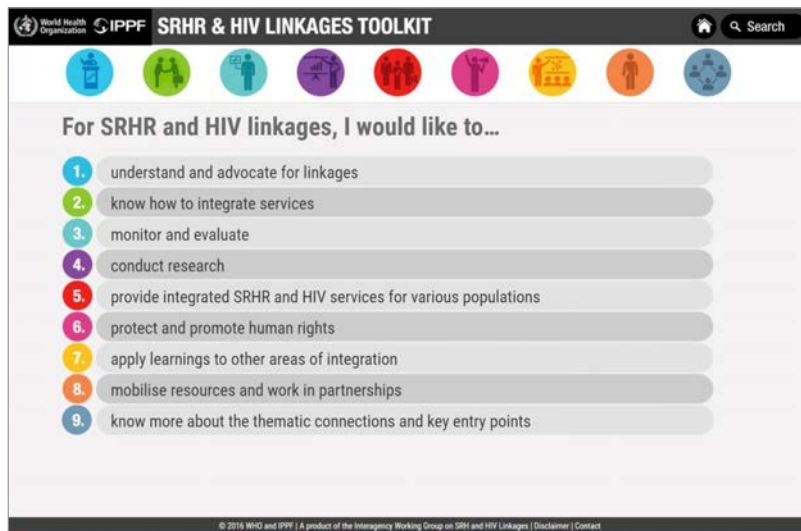 World Health Organization IPPF SRHR & HIV LINKAGES TOOLKIT Search
For SRHR and HIV linkages, I would like to…
1. understand and advocate for linkages
2. know how to integrate services
3. monitor and evaluate
4. conduct research
5. provide integrated SRHR and HIV services for various populations
6. protect and promote human rights
7. apply learnings to other areas of integration
8. mobilise resources and work in partnerships
9. know more about the thematic connections and key entry points
© 2016 WHO and IPPF | A product of the Interagency Working Group on SRH and HIV Linkages | Disclaimer | Contact